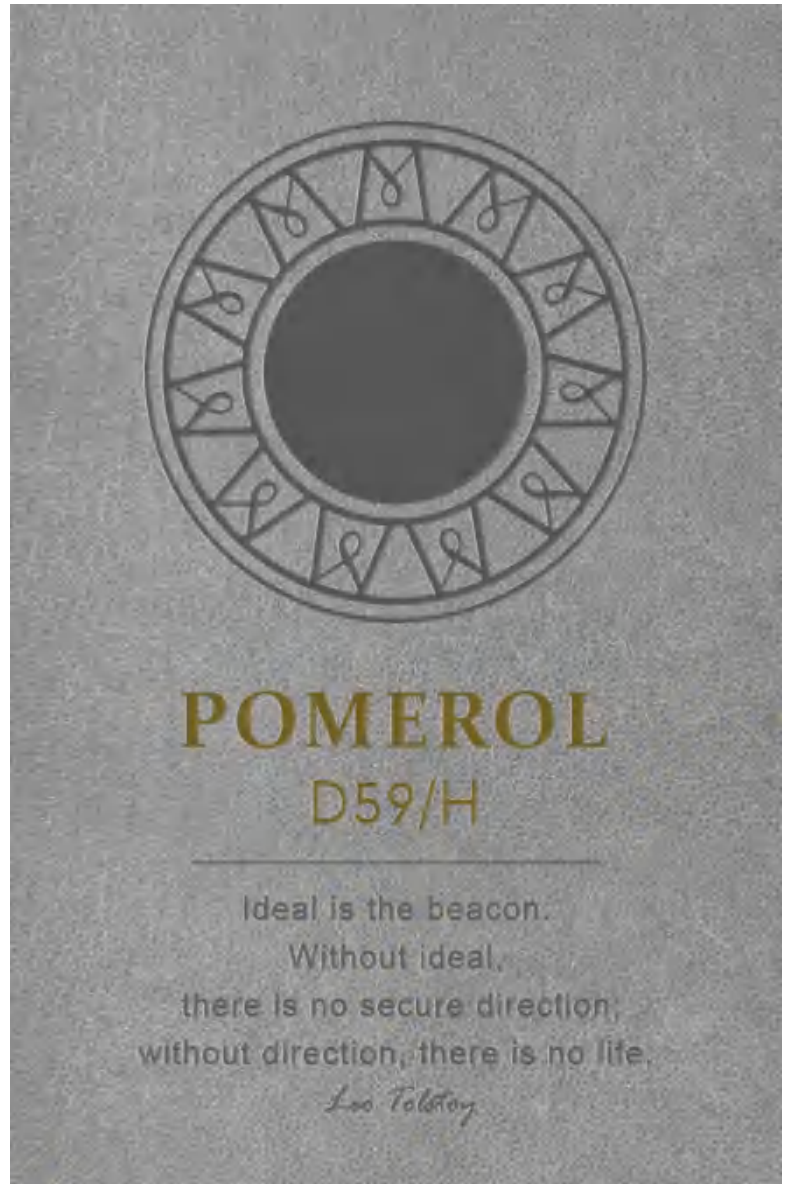 POMEROL
D59/H
Ideal is the beacon.
Without ideal,
there is no secure direction;
without direction, there is no life.
Leo Tolstoy